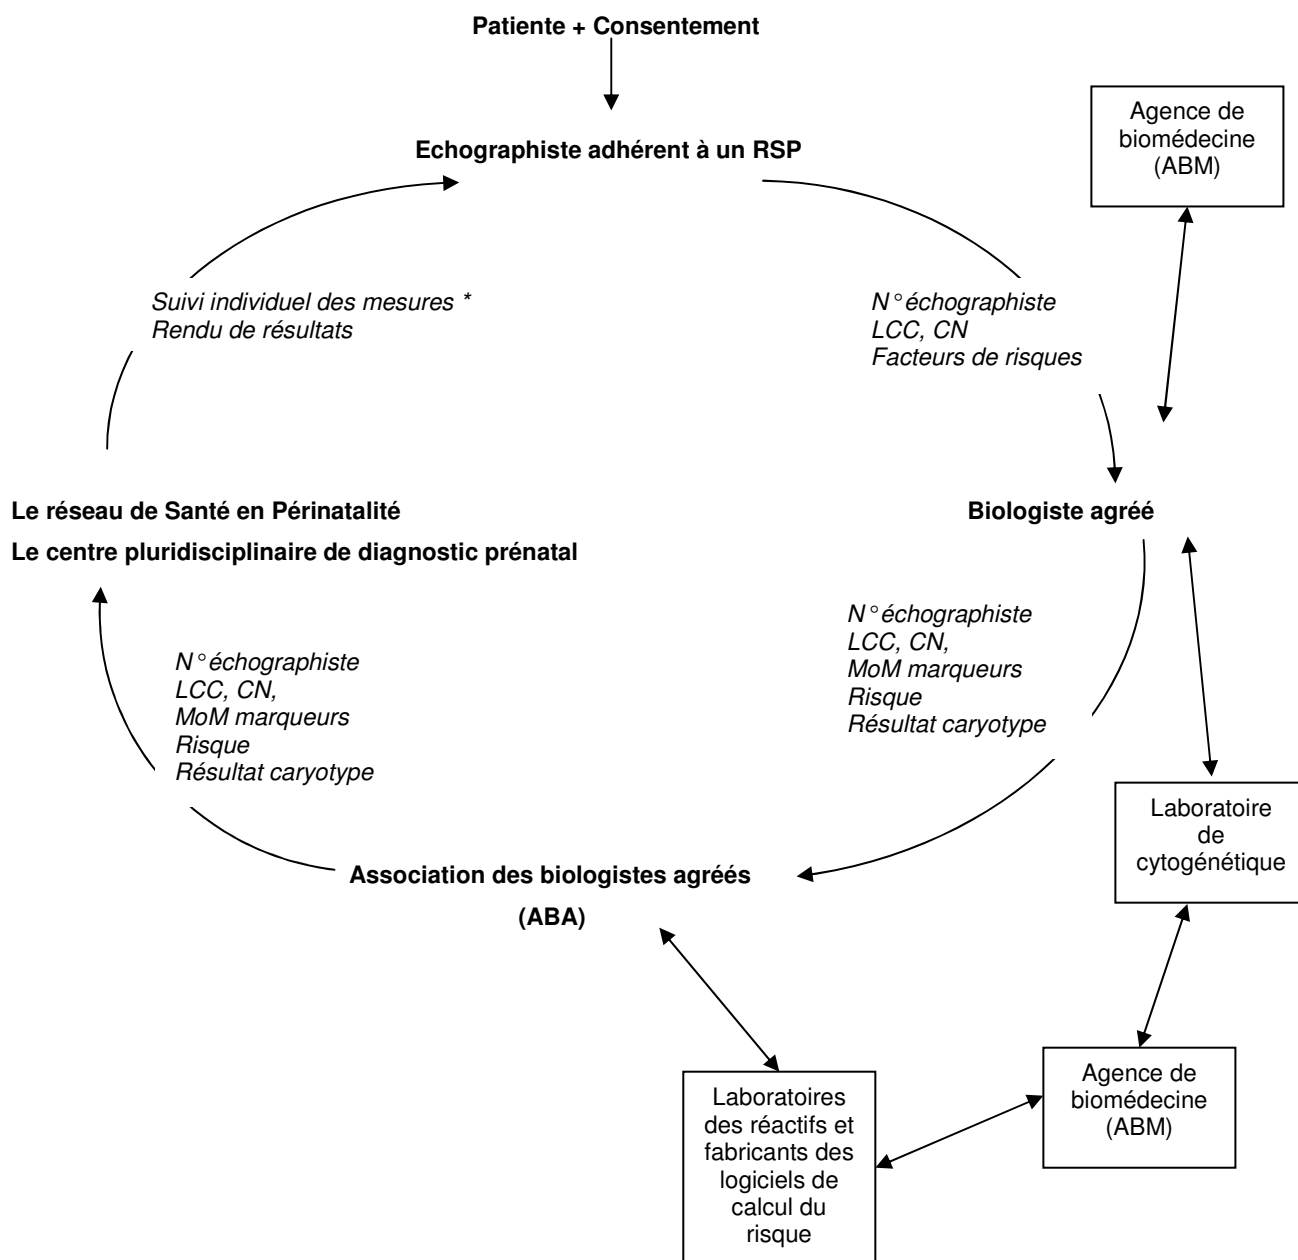 Patiente + Consentement
Agence de
biomédecine
(ABM)
Echographiste adhérent à un RSP
Suivi individuel des mesures *
Rendu de résultats
N° échographiste
LCC, CN
Facteurs de risques
Le réseau de Santé en Périnatalité
Le centre pluridisciplinaire de diagnostic prénatal
Biologiste agréé
N° échographiste
LCC, CN,
MoM marqueurs
Risque
Résultat caryotype
N° échographiste
LCC, CN,
MoM marqueurs
Risque
Résultat caryotype
Laboratoire
de
cytogénétique
Association des biologistes agréés
(ABA)
Agence de
biomédecine
(ABM)
Laboratoires
des réactifs et
fabricants des
logiciels de
calcul du
risque